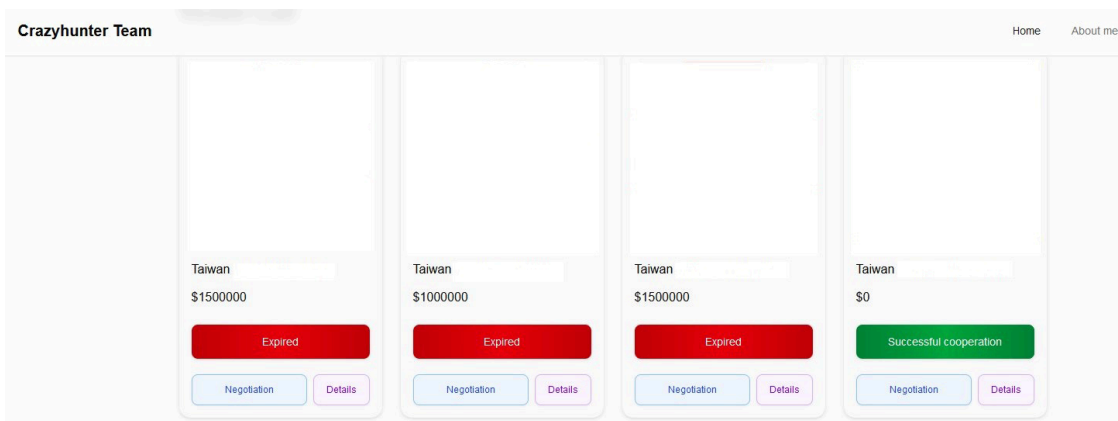 Crazyhunter Team
Home About me
Taiwan Taiwan Taiwan Taiwan
$1500000 $1000000 $1500000 $0
Expired Expired Expired Successful cooperation
Negotiation Details Negotiation Details Negotiation Details Negotiation Details